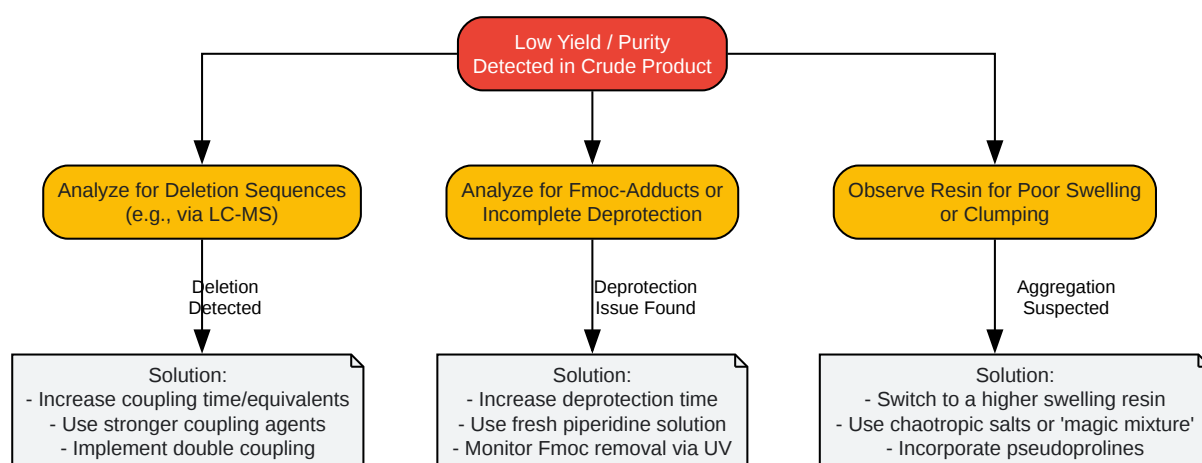 Low Yield / Purity
Detected in Crude Product
Analyze for Deletion Sequences
(e.g., via LC-MS)
Analyze for Fmoc-Adducts or
Incomplete Deprotection
Observe Resin for Poor Swelling
or Clumping
Deletion
Detected
Deprotection
Issue Found
Aggregation
Suspected
Solution:
- Increase coupling time/equivalents
- Use stronger coupling agents
- Implement double coupling
Solution:
- Increase deprotection time
- Use fresh piperidine solution
- Monitor Fmoc removal via UV
Solution:
- Switch to a higher swelling resin
- Use chaotropic salts or 'magic mixture'
- Incorporate pseudoprolines